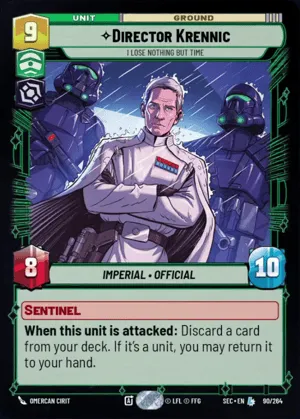 UNIT
GROUND
9
DIRECTOR KRENNIC
I LOSE NOTHING BUT TIME
8
10
IMPERIAL • OFFICIAL
SENTINEL
When this unit is attacked: Discard a card
from your deck. If it's a unit, you may return it
to your hand.
OMERCAN CIRIT
© LFL © FFG
SEC • EN
90/264